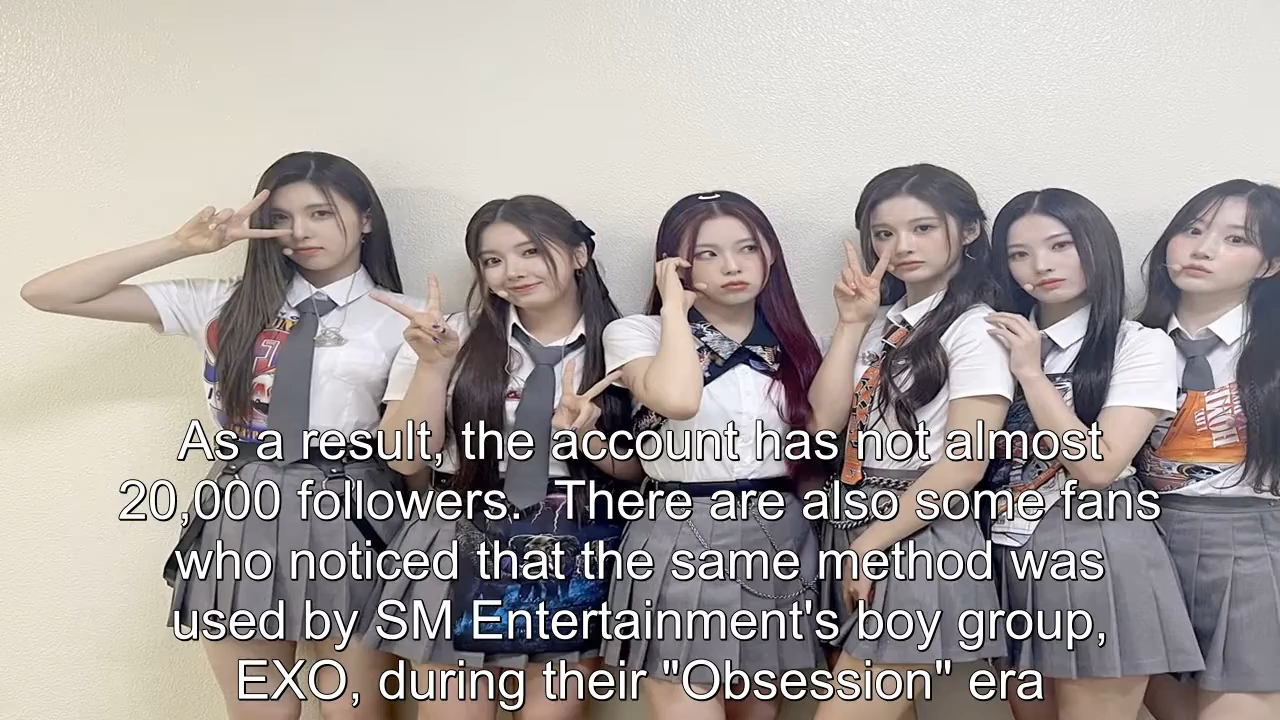 As a result, the account has not almost
20,000 followers.  There are also some fans
who noticed that the same method was
used by SM Entertainment's boy group,
EXO, during their "Obsession" era